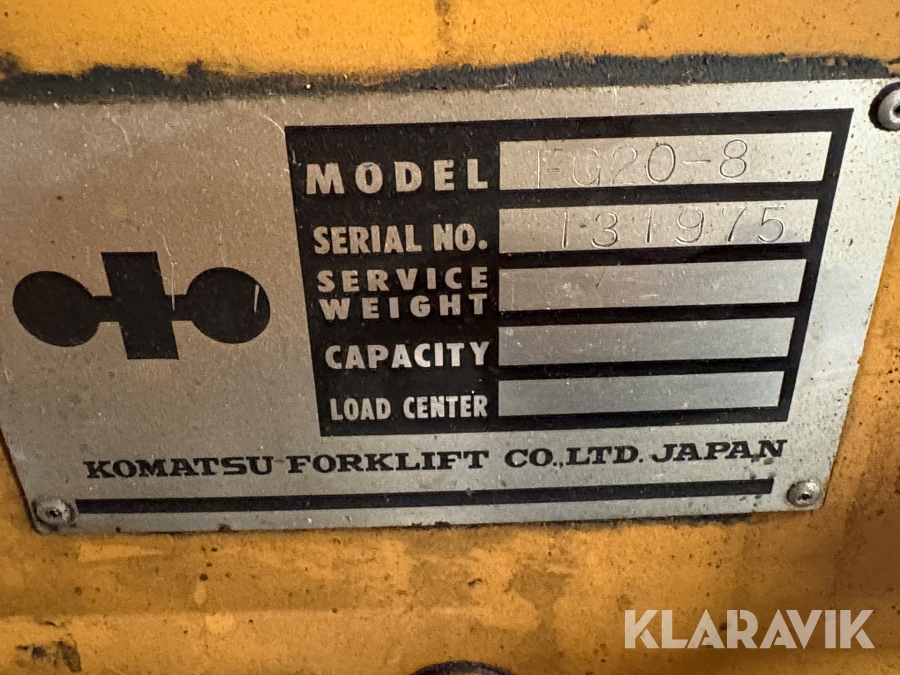 MODEL FG20-8
SERIAL NO. 131975
SERVICE
WEIGHT
CAPACITY
LOAD CENTER
KOMATSU FORKLIFT CO.,LTD. JAPAN
KLARAVIK